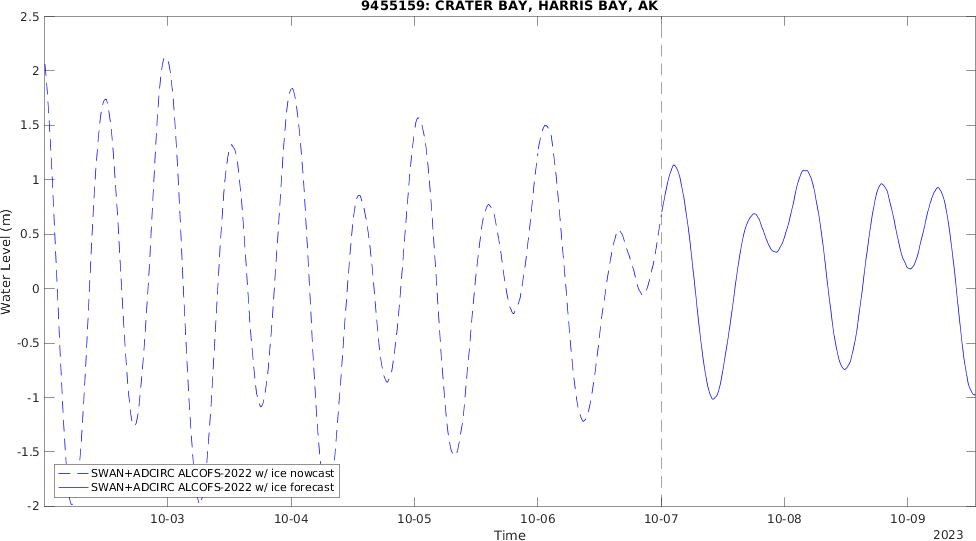 9455159: CRATER BAY, HARRIS BAY, AK
2.5
2
1.5
1
0.5
0
-0.5
-1
-1.5
-2
Water Level (m)
SWAN+ADCIRC ALCOFS-2022 w/ ice nowcast
SWAN+ADCIRC ALCOFS-2022 w/ ice forecast
10-03 10-04 10-05 10-06 10-07 10-08 10-09
Time
2023